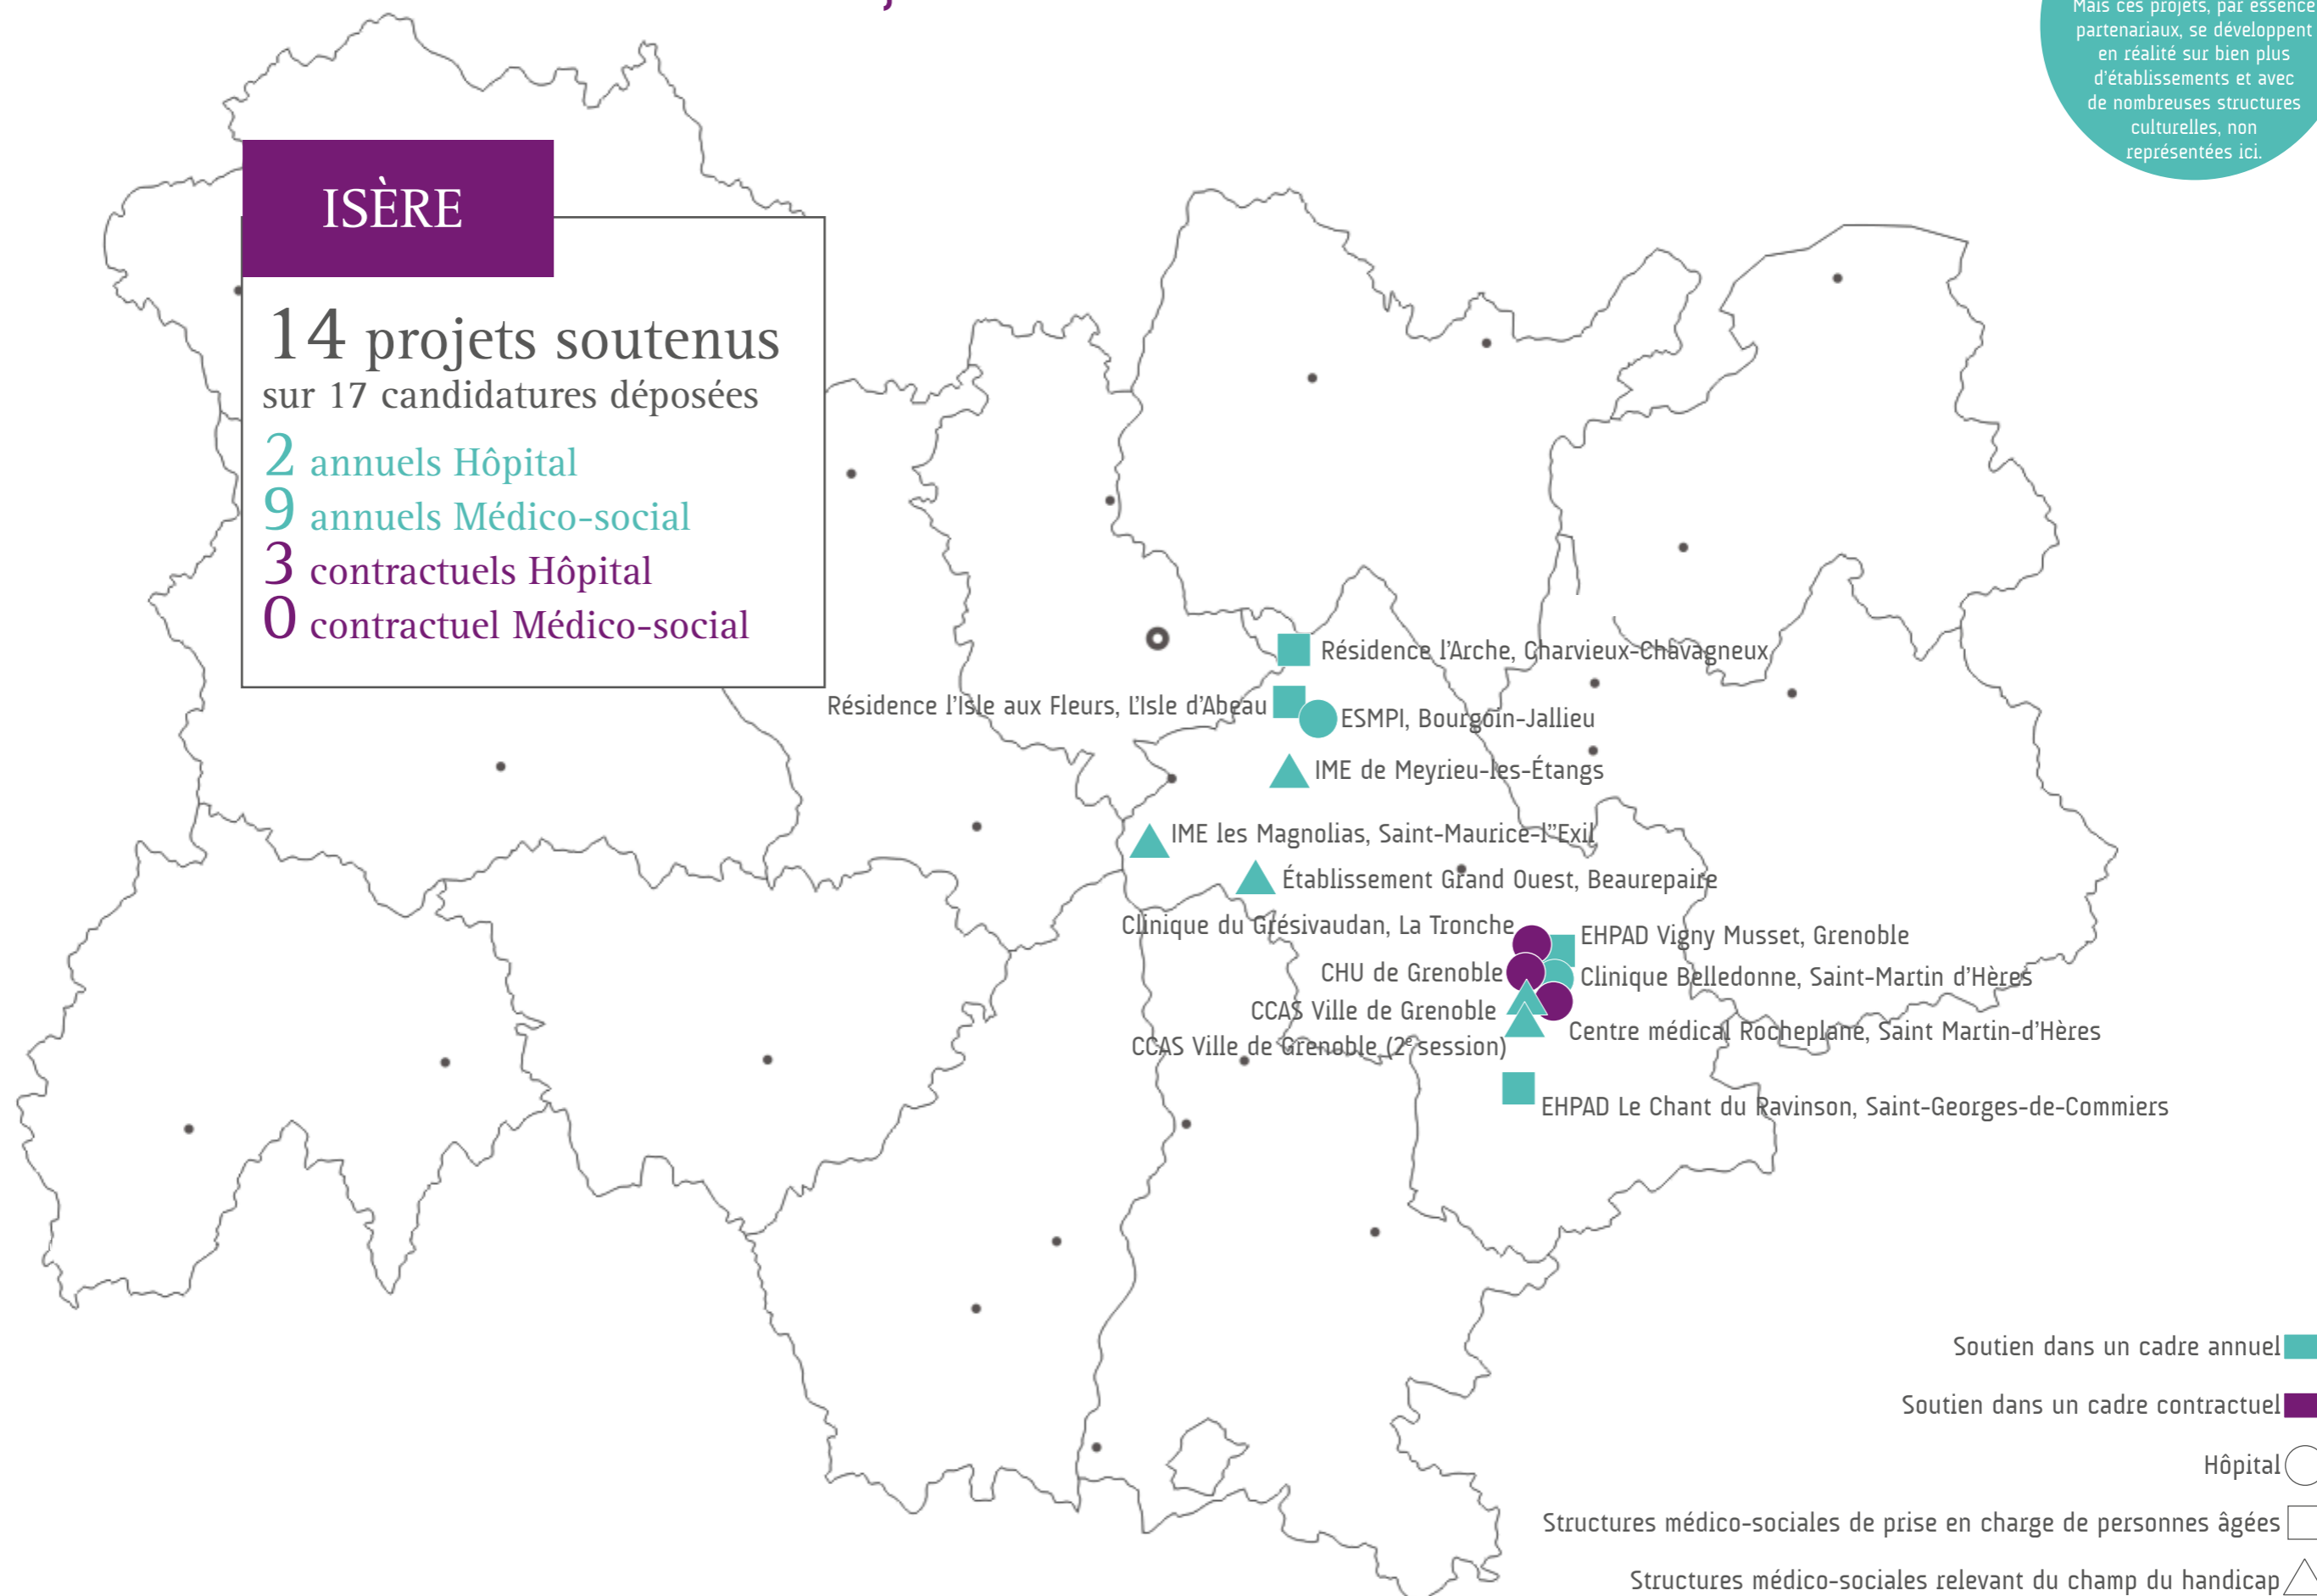 Mais ces projets, par essence
partenariaux, se développent
en réalité sur bien plus
d'établissements et avec
de nombreuses structures
culturelles, non
représentées ici.
ISÈRE
14 projets soutenus
sur 17 candidatures déposées
2 annuels Hôpital
9 annuels Médico-social
3 contractuels Hôpital
0 contractuel Médico-social
Résidence l'Arche, Charvieux-Chavagneux
Résidence l'Isle aux Fleurs, L'Isle d'Abeau
ESMPI, Bourgoin-Jallieu
IME de Meyrieu-les-Étangs
IME les Magnolias, Saint-Maurice-l''Exil
Établissement Grand Ouest, Beaurepaire
Clinique du Grésivaudan, La Tronche
EHPAD Vigny Musset, Grenoble
CHU de Grenoble
Clinique Belledonne, Saint-Martin d'Hères
CCAS Ville de Grenoble
Centre médical Rocheplane, Saint Martin-d'Hères
CCAS Ville de Grenoble (2e session)
EHPAD Le Chant du Ravinson, Saint-Georges-de-Commiers
Soutien dans un cadre annuel
Soutien dans un cadre contractuel
Hôpital
Structures médico-sociales de prise en charge de personnes âgées
Structures médico-sociales relevant du champ du handicap